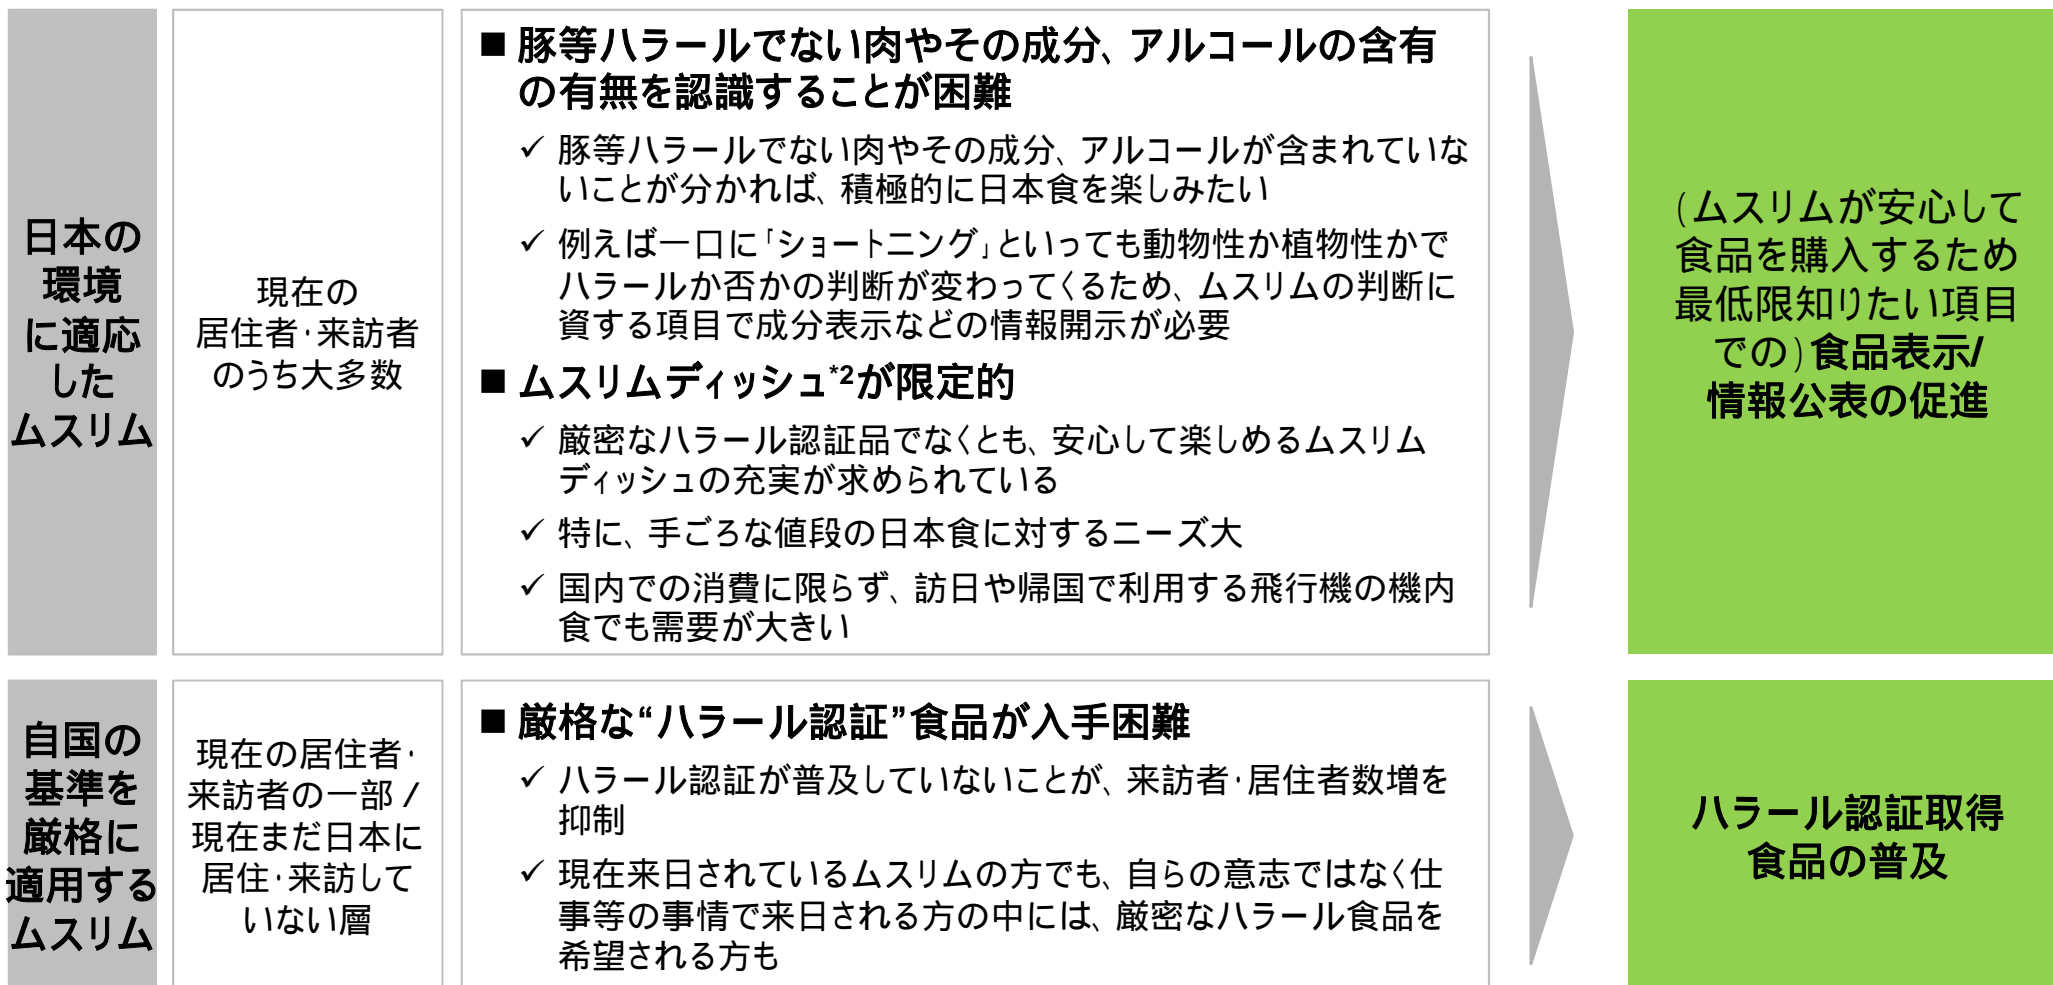 日本の
環境
に適応
した
ムスリム
現在の
居住者・来訪者
のうち大多数
■ 豚等ハラールでない肉やその成分、アルコールの含有
の有無を認識することが困難
✓ 豚等ハラールでない肉やその成分、アルコールが含まれていな
いことが分かれば、積極的に日本食を楽しみたい
✓ 例えば一口に「ショートニング」といっても動物性か植物性かで
ハラールか否かの判断が変わってくるため、ムスリムの判断に
資する項目で成分表示などの情報開示が必要
■ ムスリムディッシュ*2が限定的
✓ 厳密なハラール認証品でなくとも、安心して楽しめるムスリム
ディッシュの充実が求められている
✓ 特に、手ごろな値段の日本食に対するニーズ大
✓ 国内での消費に限らず、訪日や帰国で利用する飛行機の機内
食でも需要が大きい
(ムスリムが安心して
食品を購入するため
最低限知りたい項目
での)食品表示/
情報公表の促進
自国の
基準を
厳格に
適用する
ムスリム
現在の居住者・
来訪者の一部/
現在まだ日本に
居住・来訪して
いない層
■ 厳格な“ハラール認証”食品が入手困難
✓ ハラール認証が普及していないことが、来訪者・居住者数増を
抑制
✓ 現在来日されているムスリムの方でも、自らの意志ではなく仕
事等の事情で来日される方の中には、厳密なハラール食品を
希望される方も
ハラール認証取得
食品の普及